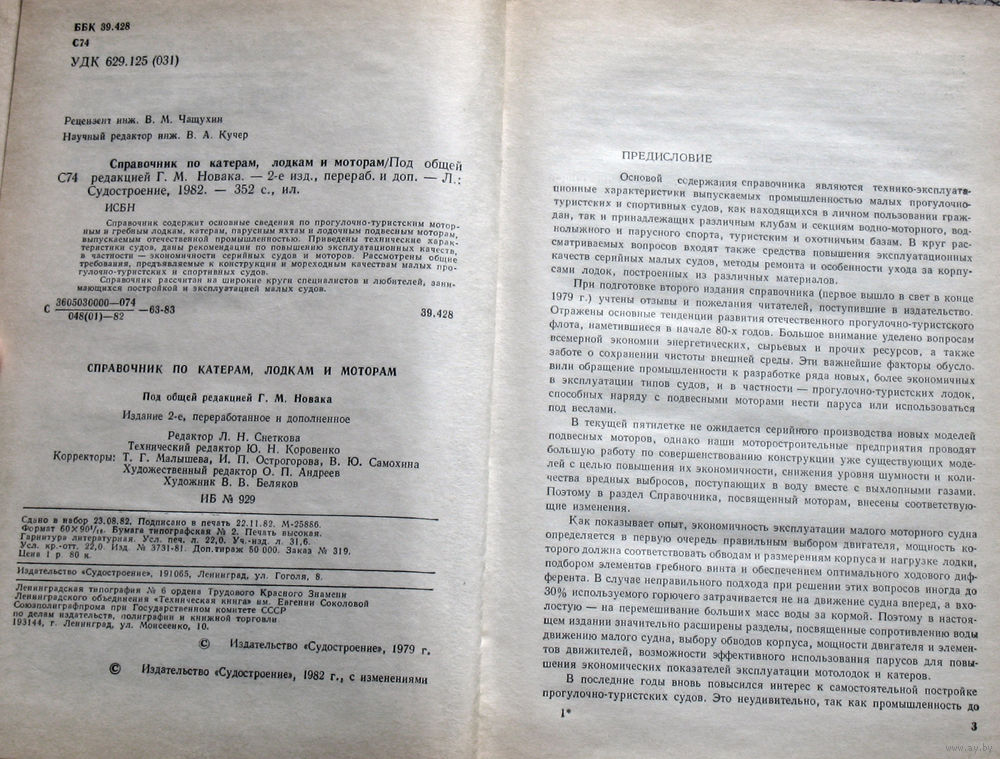 ББК 39.428
С74
УДК 629.125 (031)
Рецензент инж. В. М. Чащухин
Научный редактор инж. В. А. Кучер
Справочник по катерам, лодкам и моторам/Под общей
С74 редакцией Г. М. Новака. — 2-е изд., перераб. и доп. — Л.:
Судостроение, 1982. — 352 с., ил.
ИСБН
Справочник содержит основные сведения по прогулочно-туристским мотор-
ным и гребным лодкам, катерам, парусным яхтам и лодочным подвесным моторам,
выпускаемым отечественной промышленностью. Приведены технические харак-
теристики судов, даны рекомендации по повышению эксплуатационных качеств,
в частности — экономичности серийных судов и моторов. Рассмотрены общие
требования, предъявляемые к конструкции и мореходным качествам малых про-
гулочно-туристских и спортивных судов.
Справочник рассчитан на широкие круги специалистов и любителей, зани-
мающихся постройкой и эксплуатацией малых судов.
С 3605030000—074
048(01)—82 —63-83 39.428
СПРАВОЧНИК ПО КАТЕРАМ, ЛОДКАМ И МОТОРАМ
Под общей редакцией Г. М. Новака
Издание 2-е, переработанное и дополненное
Редактор Л. Н. Снеткова
Технический редактор Ю. Н. Коровенко
Корректоры: Т. Г. Малышева, И. П. Острогорова, В. Ю. Самохина
Художественный редактор О. П. Андреев
Художник В. В. Беляков
ИБ № 929
Сдано в набор 23.08.82. Подписано в печать 22.11.82. М-25886.
Формат 60×90¹/₁₆. Бумага типографская № 2. Печать высокая.
Гарнитура литературная. Усл. печ. л. 22,0. Уч.-изд. л. 31,6.
Усл. кр.-отт. 22,0. Изд. № 3731-81. Доп.тираж 50 000. Заказ № 319.
Цена 1 р. 80 к.
Издательство «Судостроение», 191065, Ленинград, ул. Гоголя, 8.
Ленинградская типография № 6 ордена Трудового Красного Знамени
Ленинградского объединения «Техническая книга» им. Евгении Соколовой
Союзполиграфпрома при Государственном комитете СССР
по делам издательств, полиграфии и книжной торговли
193144, г. Ленинград, ул. Моисеенко, 10.
© Издательство «Судостроение», 1979 г.
© Издательство «Судостроение», 1982 г., с изменениями
ПРЕДИСЛОВИЕ
Основой содержания справочника являются технико-эксплуата-
ционные характеристики выпускаемых промышленностью малых прогулочно-
туристских и спортивных судов, как находящихся в личном пользовании граж-
дан, так и принадлежащих различным клубам и секциям водно-моторного, вод-
нолыжного и парусного спорта, туристским и охотничьим базам. В круг рас-
сматриваемых вопросов входят также средства повышения эксплуатационных
качеств серийных малых судов, методы ремонта и особенности ухода за корпу-
сами лодок, построенных из различных материалов.
При подготовке второго издания справочника (первое вышло в свет в конце
1979 г.) учтены отзывы и пожелания читателей, поступившие в издательство.
Отражены основные тенденции развития отечественного прогулочно-туристского
флота, наметившиеся в начале 80-х годов. Большое внимание уделено вопросам
всемерной экономии энергетических, сырьевых и прочих ресурсов, а также
заботе о сохранении чистоты внешней среды. Эти важнейшие факторы обусло-
вили обращение промышленности к разработке ряда новых, более экономичных
в эксплуатации типов судов, и в частности — прогулочно-туристских лодок,
способных наряду с подвесными моторами нести паруса или использоваться
под веслами.
В текущей пятилетке не ожидается серийного производства новых моделей
подвесных моторов, однако наши моторостроительные предприятия проводят
большую работу по совершенствованию конструкции уже существующих моде-
лей с целью повышения их экономичности, снижения уровня шумности и коли-
чества вредных выбросов, поступающих в воду вместе с выхлопными газами.
Поэтому в раздел Справочника, посвященный моторам, внесены соответствую-
щие изменения.
Как показывает опыт, экономичность эксплуатации малого моторного судна
определяется в первую очередь правильным выбором двигателя, мощность ко-
торого должна соответствовать обводам и размерениям корпуса и нагрузке лодки,
подбором элементов гребного винта и обеспечением оптимального ходового диф-
ферента. В случае неправильного подхода при решении этих вопросов иногда до
30% используемого горючего затрачивается не на движение судна вперед, а вхо-
лостую — на перемешивание больших масс воды за кормой. Поэтому в настоя-
щем издании значительно расширены разделы, посвященные сопротивлению воды
движению малого судна, выбору обводов корпуса, мощности двигателя и элемен-
тов движителей, возможности эффективного использования парусов для повы-
шения экономических показателей эксплуатации мотолодок и катеров.
В последние годы вновь повысился интерес к самостоятельной постройке
прогулочно-туристских судов. Это неудивительно, так как промышленность до
1*
3
www.ay.by